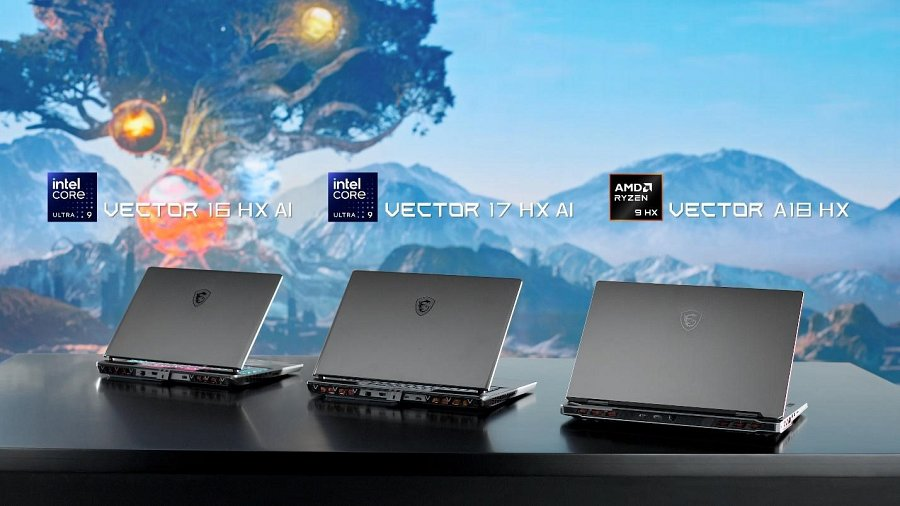 intel
CORE
ULTRA 9
VECTOR 16 HX AI
intel
CORE
ULTRA 9
VECTOR 17 HX AI
AMD
RYZEN
9 HX
VECTOR A18 HX